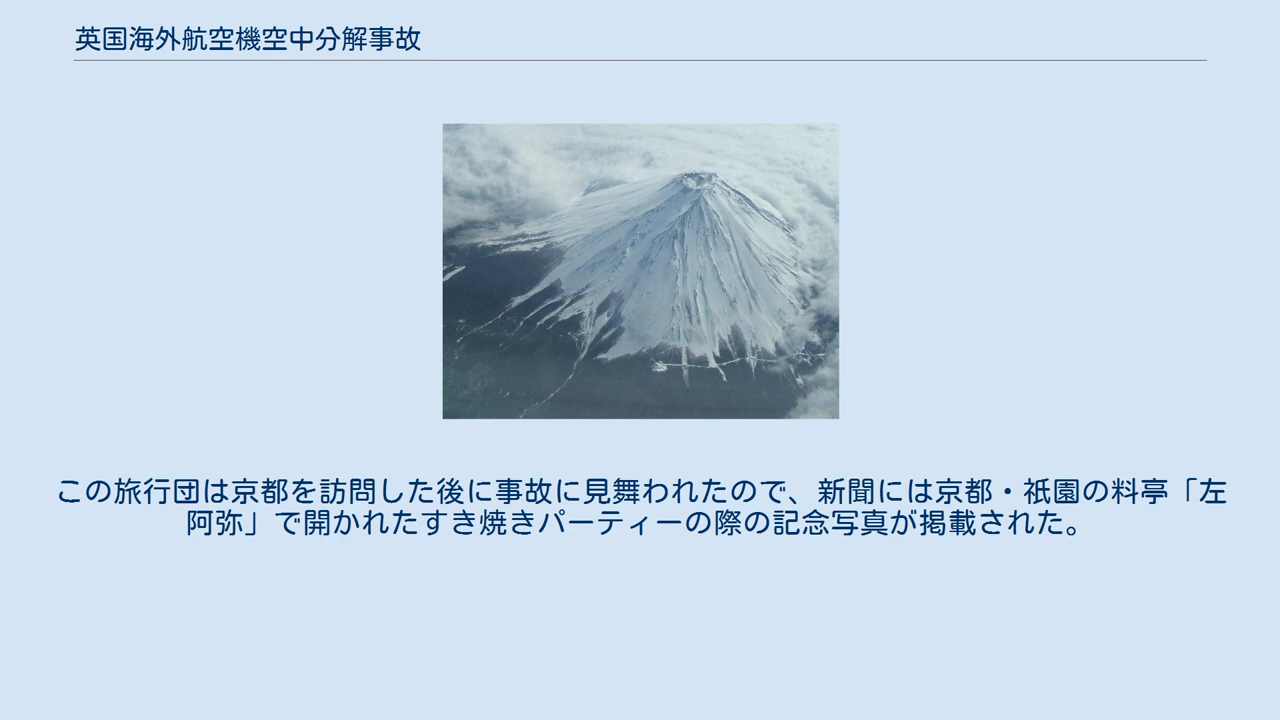 英国海外航空機空中分解事故
この旅行団は京都を訪問した後に事故に見舞われたので、新聞には京都・祇園の料亭「左
阿弥」で開かれたすき焼きパーティーの際の記念写真が掲載された。